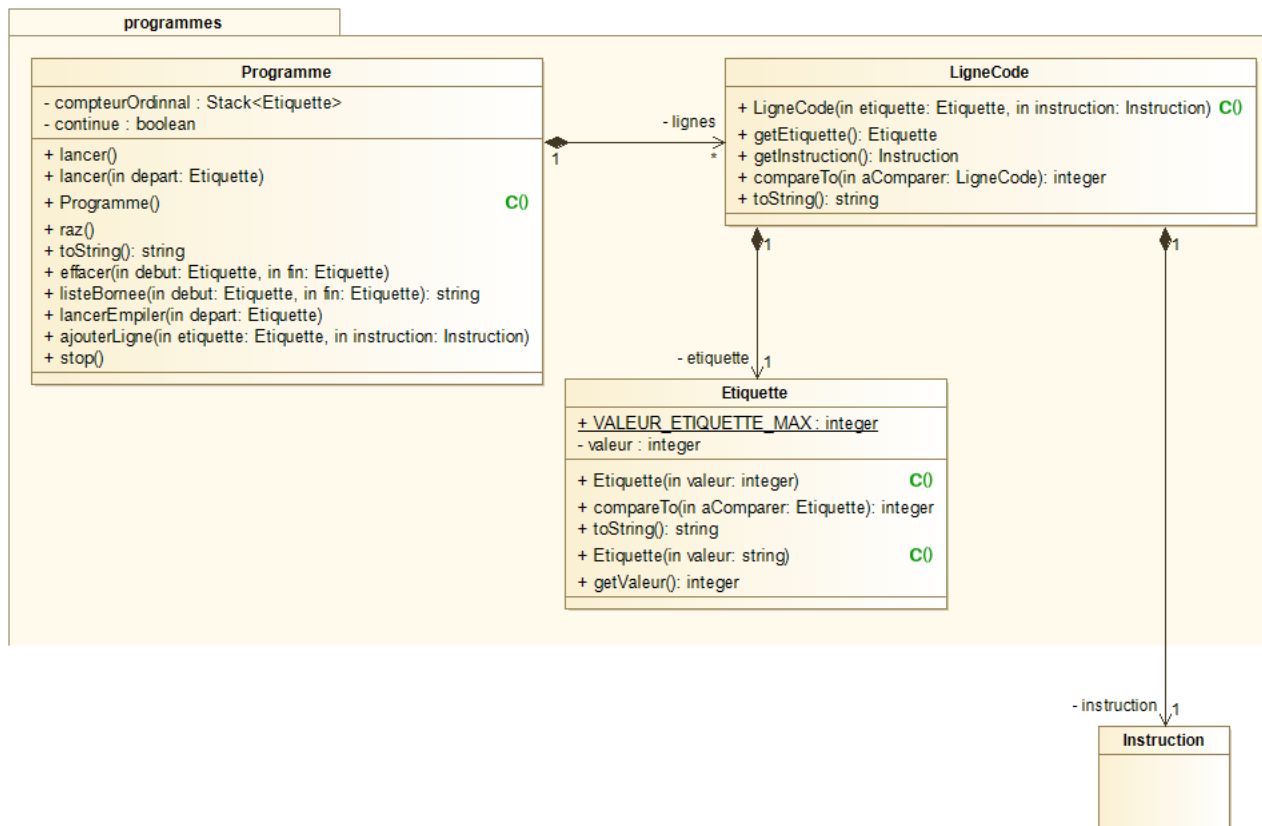 programmes
Programme
- compteurOrdinnal : Stack<Etiquette>
- continue : boolean
+ lancer()
+ lancer(in depart: Etiquette)
+ Programme() C()
+ raz()
+ toString(): string
+ effacer(in debut: Etiquette, in fin: Etiquette)
+ listeBornee(in debut: Etiquette, in fin: Etiquette): string
+ lancerEmpiler(in depart: Etiquette)
+ ajouterLigne(in etiquette: Etiquette, in instruction: Instruction)
+ stop()
1
- lignes
*
LigneCode
+ LigneCode(in etiquette: Etiquette, in instruction: Instruction) C()
+ getEtiquette(): Etiquette
+ getInstruction(): Instruction
+ compareTo(in aComparer: LigneCode): integer
+ toString(): string
1
1
- etiquette
1
Etiquette
+ VALEUR_ETIQUETTE_MAX : integer
- valeur : integer
+ Etiquette(in valeur: integer) C()
+ compareTo(in aComparer: Etiquette): integer
+ toString(): string
+ Etiquette(in valeur: string) C()
+ getValeur(): integer
- instruction
1
Instruction